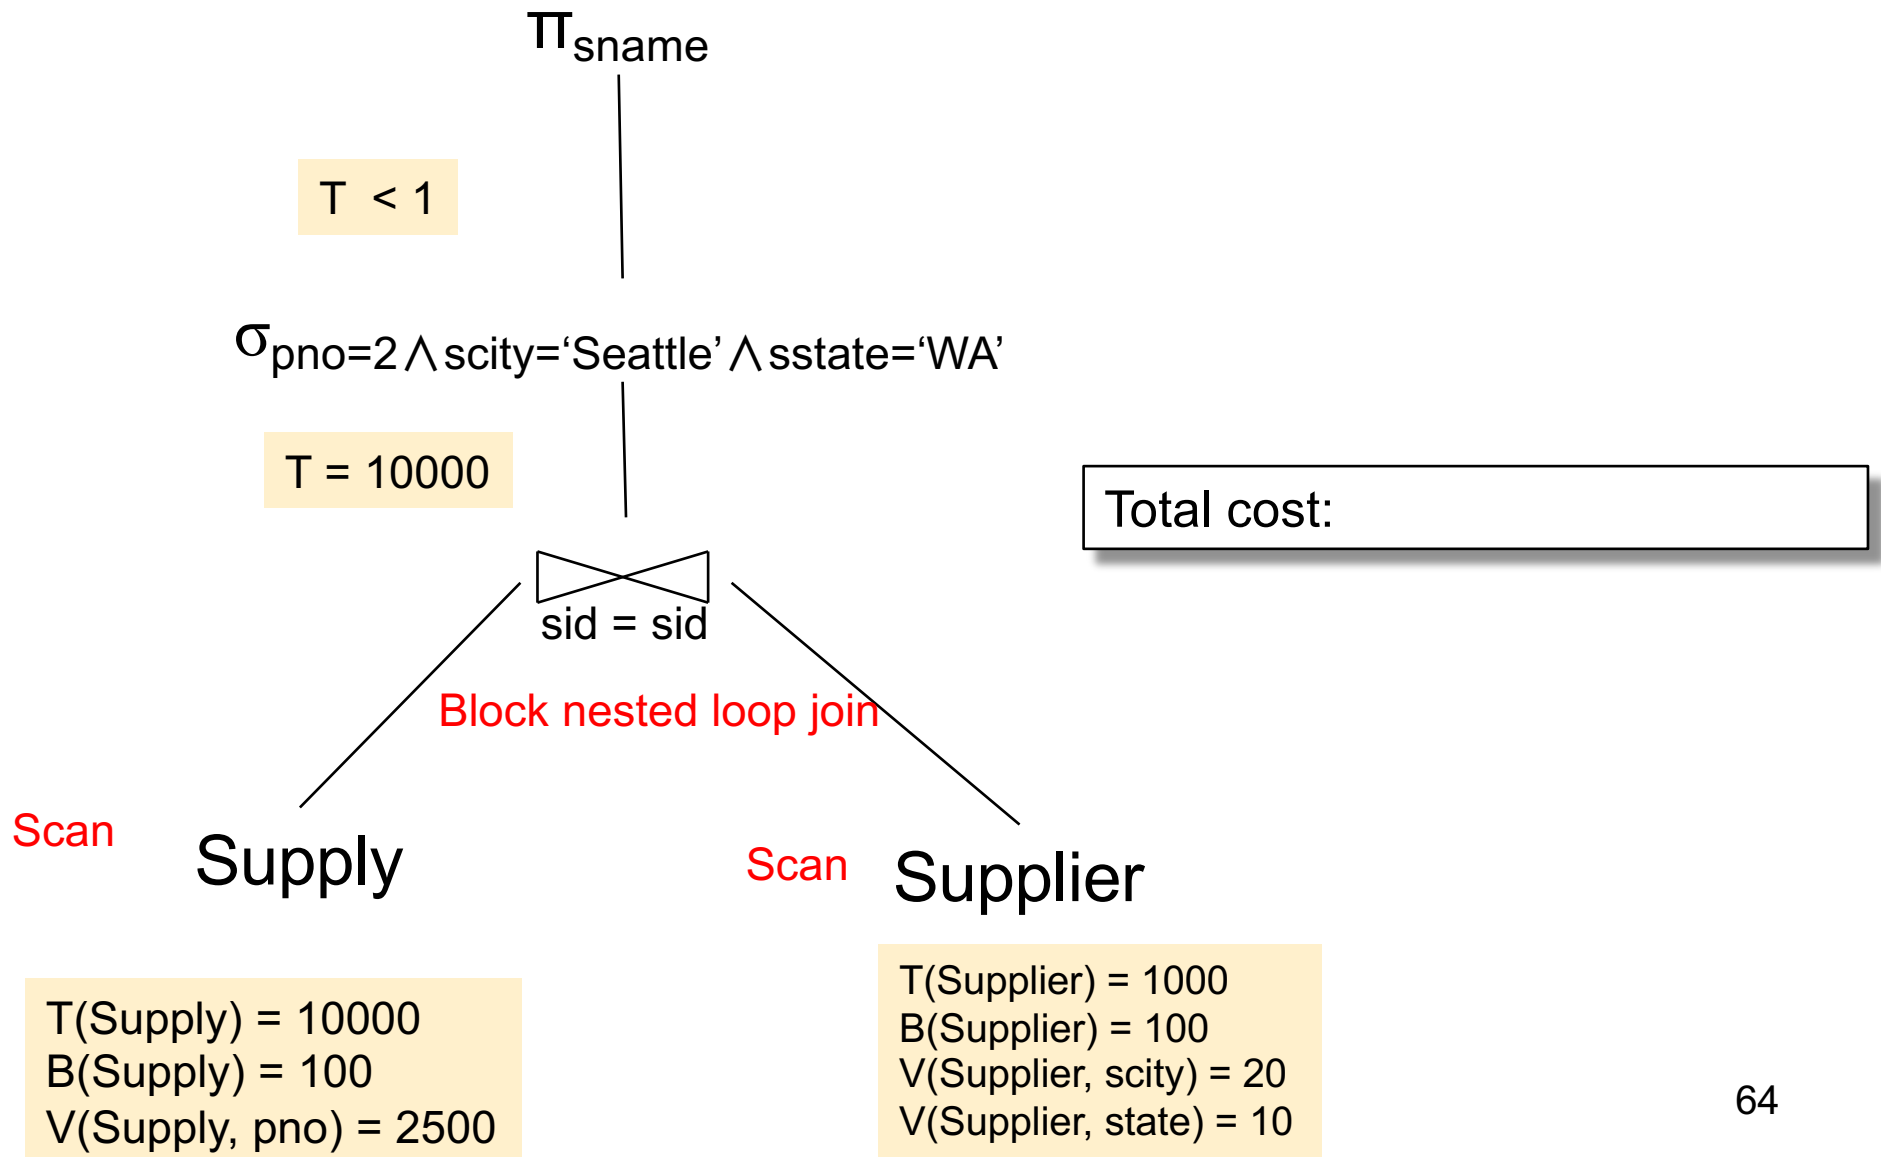 πsname
T < 1
σpno=2∧scity=‘Seattle’∧sstate=‘WA’
T = 10000
Total cost:
sid = sid
Block nested loop join
Scan
Supply
Scan
Supplier
T(Supply) = 10000
B(Supply) = 100
V(Supply, pno) = 2500
T(Supplier) = 1000
B(Supplier) = 100
V(Supplier, scity) = 20
V(Supplier, state) = 10
64